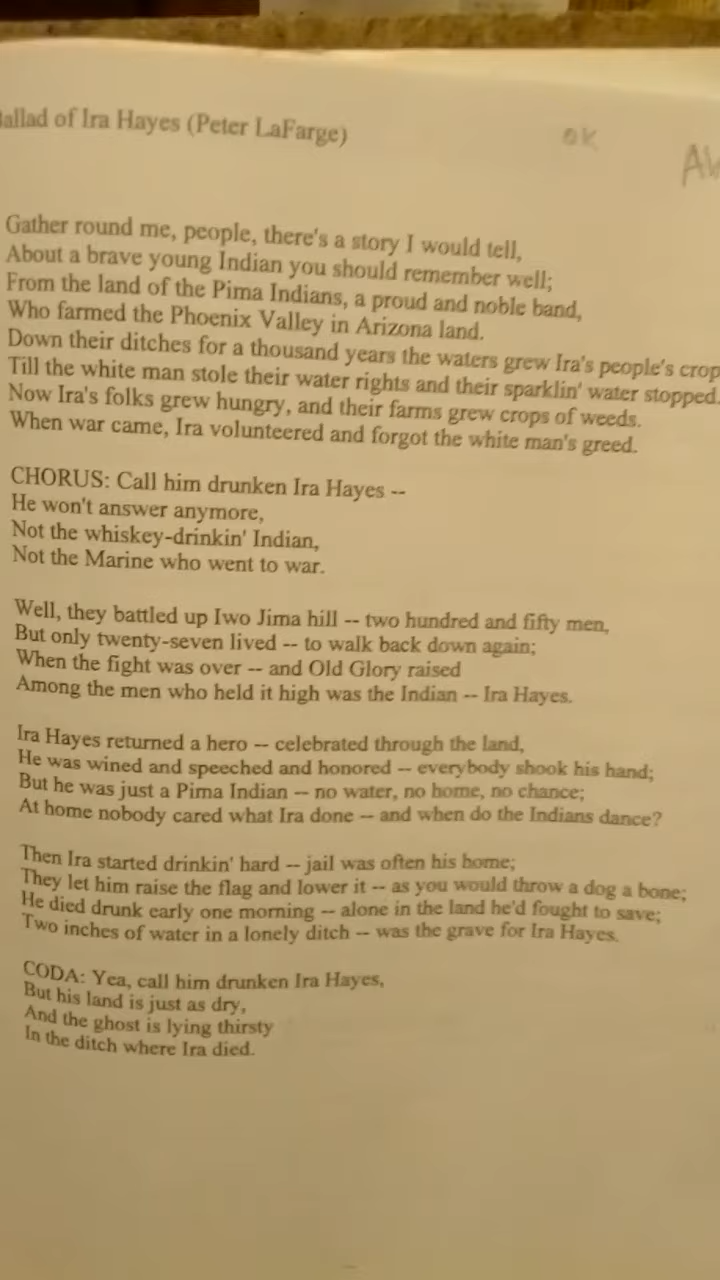 allad of Ira Hayes (Peter LaFarge)
OK
Gather round me, people, there's a story I would tell,
About a brave young Indian you should remember well;
From the land of the Pima Indians, a proud and noble band,
Who farmed the Phoenix Valley in Arizona land.
Down their ditches for a thousand years the waters grew Ira's people's crop
Till the white man stole their water rights and their sparklin' water stopped.
Now Ira's folks grew hungry, and their farms grew crops of weeds.
When war came, Ira volunteered and forgot the white man's greed.
CHORUS: Call him drunken Ira Hayes --
He won't answer anymore,
Not the whiskey-drinkin' Indian,
Not the Marine who went to war.
Well, they battled up Iwo Jima hill -- two hundred and fifty men,
But only twenty-seven lived -- to walk back down again;
When the fight was over -- and Old Glory raised
Among the men who held it high was the Indian -- Ira Hayes.
Ira Hayes returned a hero -- celebrated through the land,
He was wined and speeched and honored -- everybody shook his hand;
But he was just a Pima Indian -- no water, no home, no chance;
At home nobody cared what Ira done -- and when do the Indians dance?
Then Ira started drinkin' hard -- jail was often his home;
They let him raise the flag and lower it -- as you would throw a dog a bone;
He died drunk early one morning -- alone in the land he'd fought to save;
Two inches of water in a lonely ditch -- was the grave for Ira Hayes.
CODA: Yea, call him drunken Ira Hayes,
But his land is just as dry,
And the ghost is lying thirsty
In the ditch where Ira died.